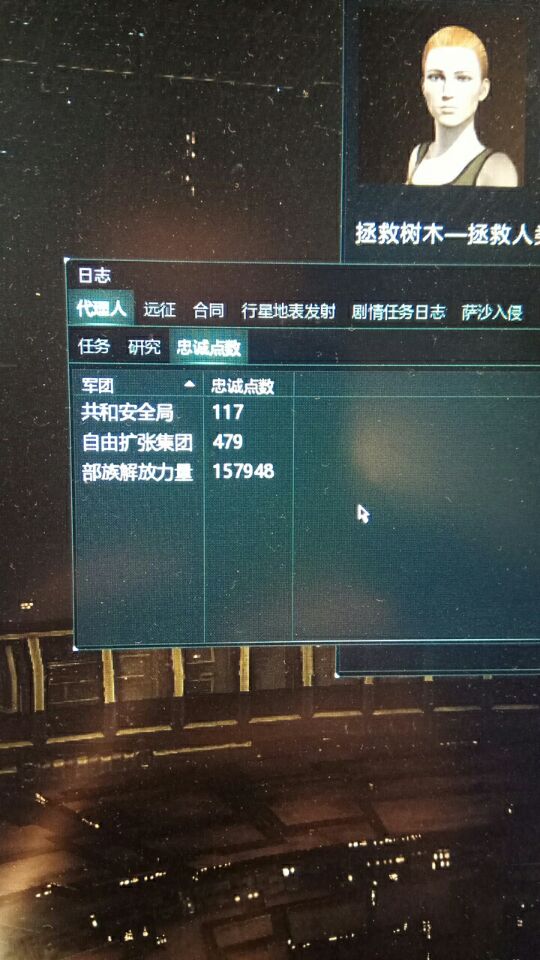 拯救树木—拯救人类
日志
代理人 远征 合同 行星地表发射 剧情任务日志 萨沙入侵
任务 研究 忠诚点数
军团 忠诚点数
共和安全局 117
自由扩张集团 479
部族解放力量 157948